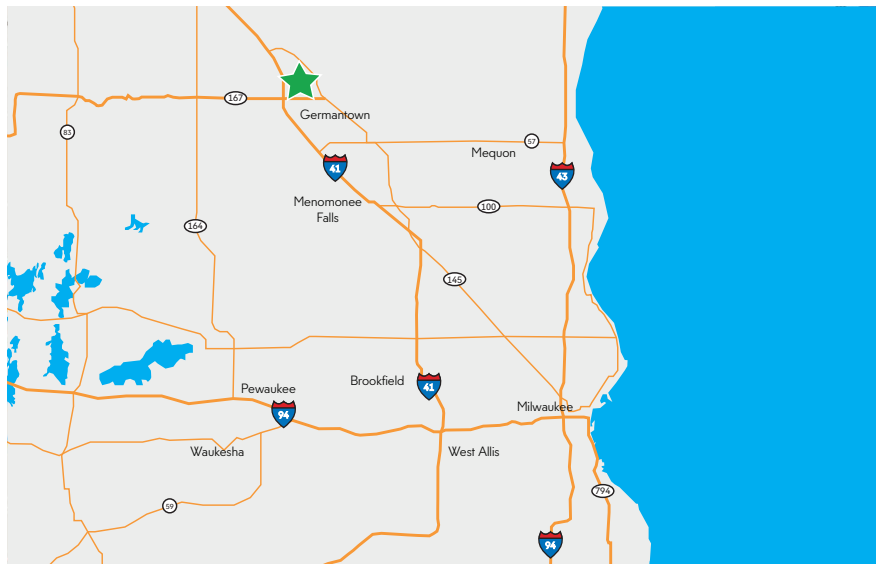 167
Germantown
83
57
Mequon
41
43
Menomonee
Falls
100
164
145
Brookfield
41
Pewaukee
94
Milwaukee
Waukesha
West Allis
794
59
94